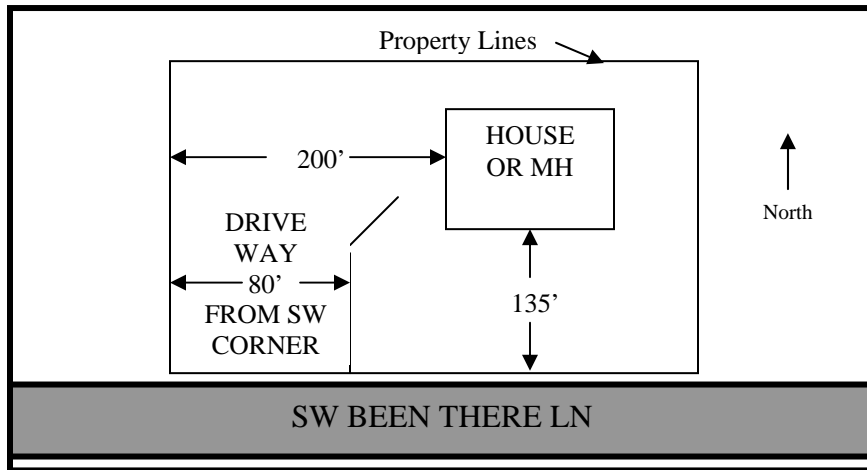 Property Lines
HOUSE
OR MH
200’
North
DRIVE
WAY
80’
FROM SW
CORNER
135’
SW BEEN THERE LN